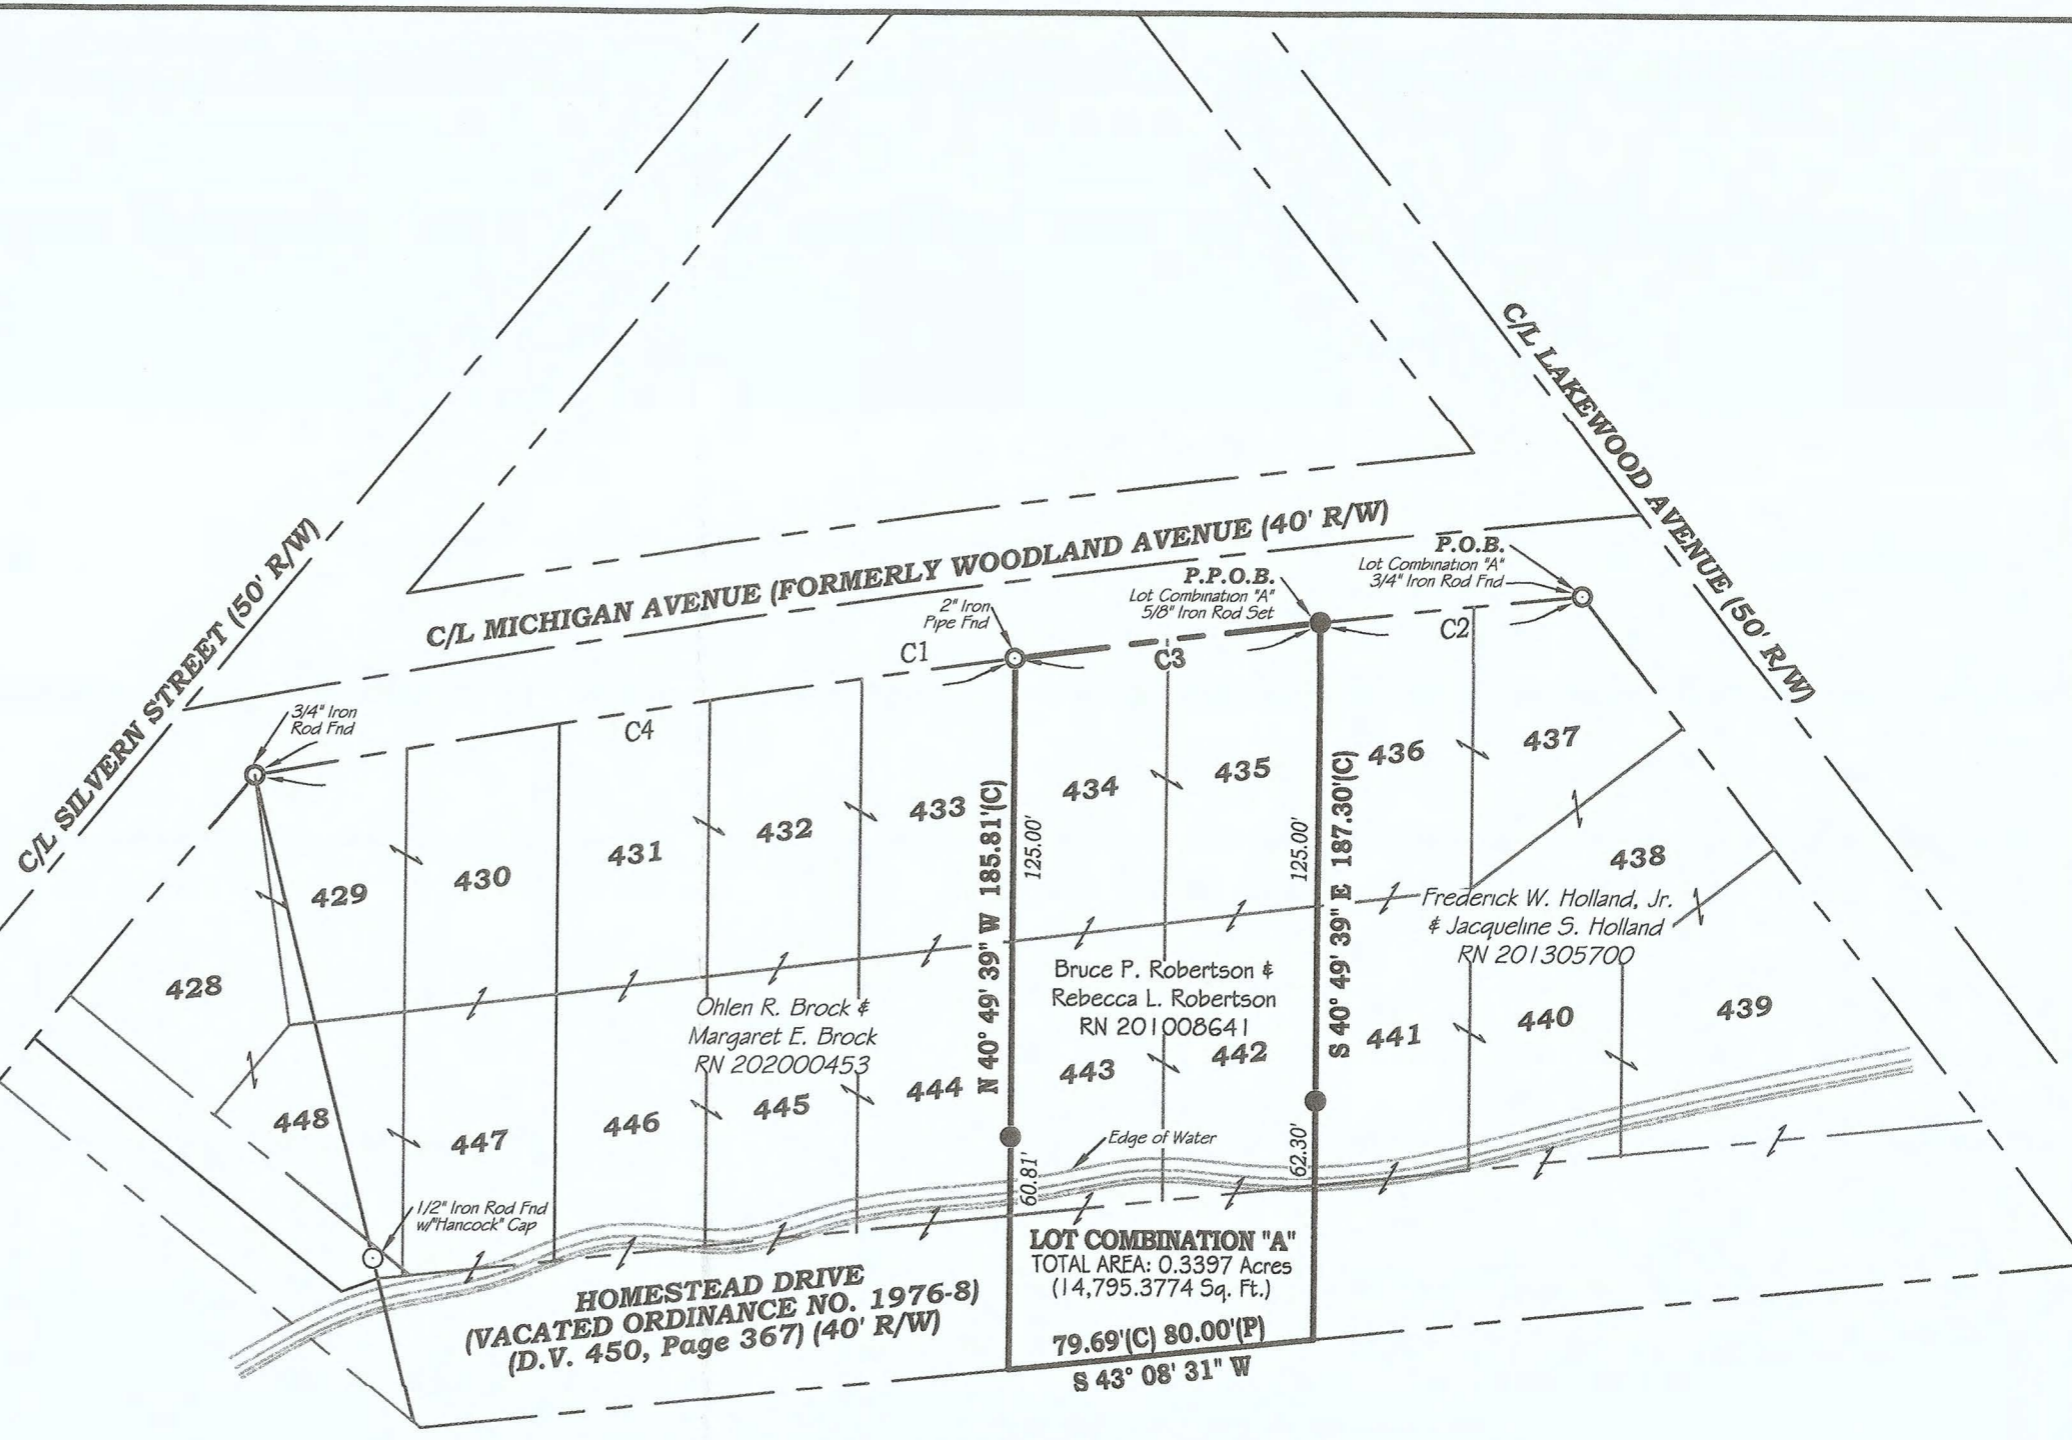 C/L SILVERN STREET (50' R/W)
C/L MICHIGAN AVENUE (FORMERLY WOODLAND AVENUE (40' R/W)
C/L LAKEWOOD AVENUE (50' R/W)
P.O.B.
Lot Combination "A"
3/4" Iron Rod Fnd
P.P.O.B.
Lot Combination "A"
5/8" Iron Rod Set
2" Iron
Pipe Fnd
C1
C3
C2
3/4" Iron
Rod Fnd
C4
428
429
430
431
432
433
434
435
436
437
438
N 40° 49' 39" W 185.81'(C)
125.00'
125.00'
S 40° 49' 39" E 187.30'(C)
Ohlen R. Brock &
Margaret E. Brock
RN 202000453
Bruce P. Robertson &
Rebecca L. Robertson
RN 201008641
Frederick W. Holland, Jr.
& Jacqueline S. Holland
RN 201305700
448
447
446
445
444
443
442
441
440
439
Edge of Water
60.81'
62.30'
1/2" Iron Rod Fnd
w/"Hancock" Cap
HOMESTEAD DRIVE
(VACATED ORDINANCE NO. 1976-8)
(D.V. 450, Page 367) (40' R/W)
LOT COMBINATION "A"
TOTAL AREA: 0.3397 Acres
(14,795.3774 Sq. Ft.)
79.69'(C) 80.00'(P)
S 43° 08' 31" W